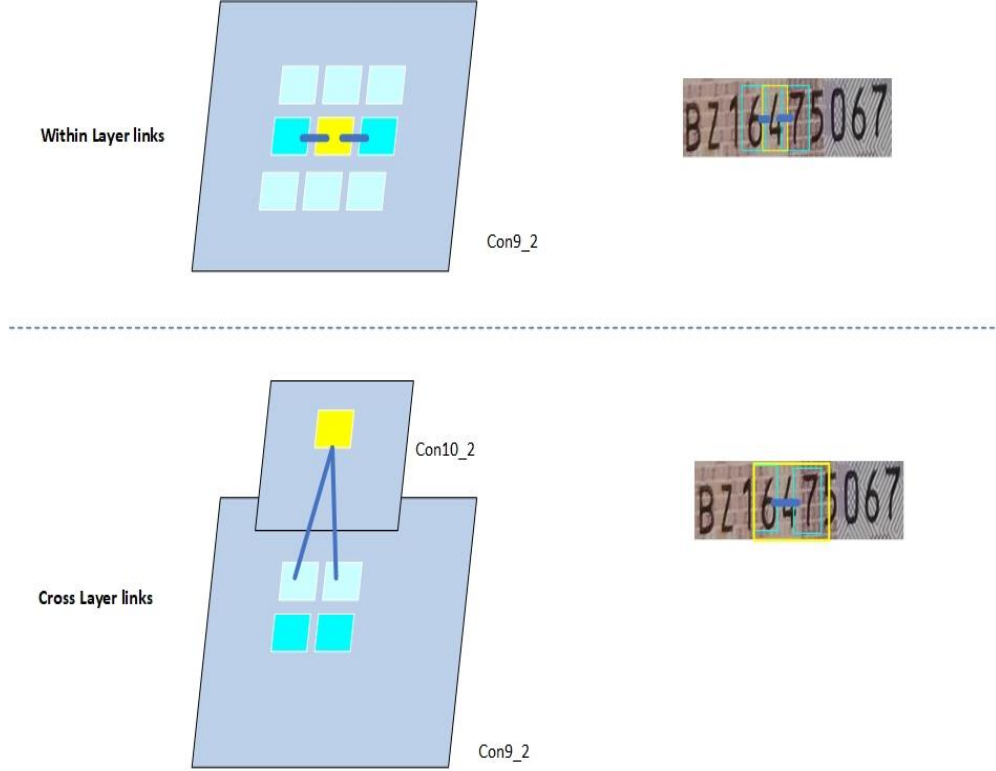 Within Layer links
BZ16475067
Con9_2
Con10_2
BZ16475067
Cross Layer links
Con9_2